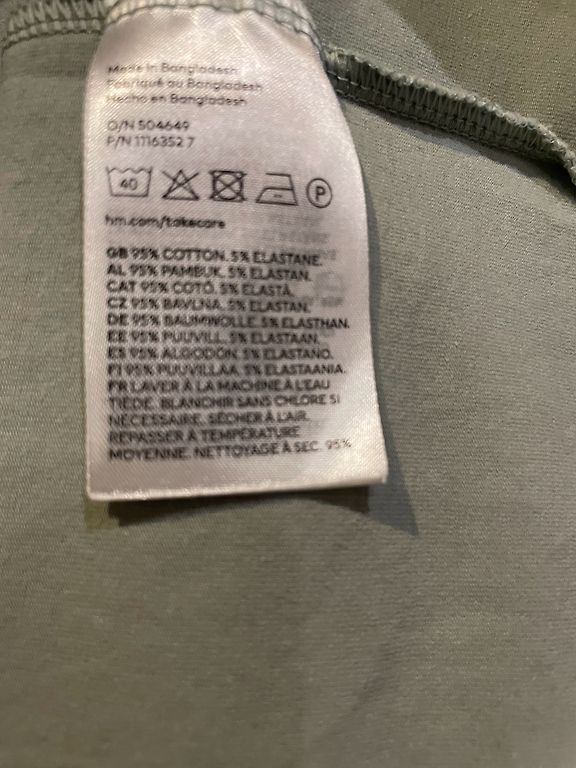 Made in Bangladesh
Fabriqué au Bangladesh
Hecho en Bangladesh
O/N 504649
P/N 1116352 7
40 P
hm.com/takecare
GB 95% COTTON. 5% ELASTANE.
AL 95% PAMBUK. 5% ELASTAN.
CAT 95% COTÓ. 5% ELASTÀ.
CZ 95% BAVLNA. 5% ELASTAN.
DE 95% BAUMWOLLE. 5% ELASTHAN.
EE 95% PUUVILL. 5% ELASTAAN.
ES 95% ALGODÓN. 5% ELASTANO.
FI 95% PUUVILLAA. 5% ELASTAANIA.
FR LAVER À LA MACHINE À L'EAU
TIÈDE. BLANCHIR SANS CHLORE SI
NÉCESSAIRE. SÉCHER À L'AIR.
REPASSER À TEMPÉRATURE
MOYENNE. NETTOYAGE À SEC. 95%